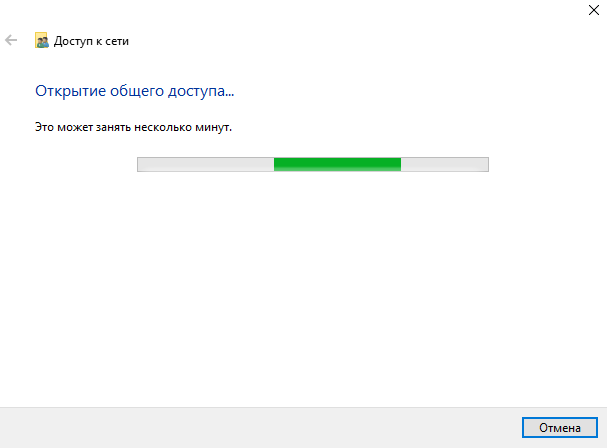 Доступ к сети
Открытие общего доступа...
Это может занять несколько минут.
Отмена